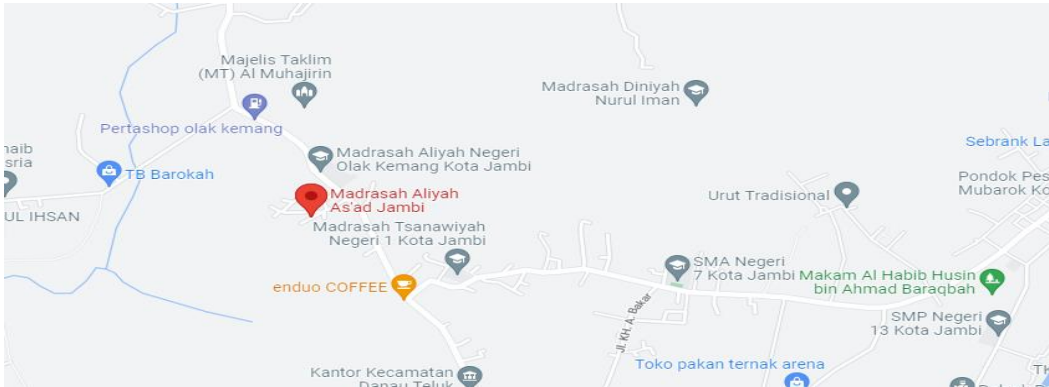 Majelis Taklim
(MT) Al Muhajirin
Madrasah Diniyah
Nurul Iman
Pertashop olak kemang
Sebrank La
naib
sria
TB Barokah
Madrasah Aliyah Negeri
Olak Kemang Kota Jambi
Pondok Pes
Mubarok Ko
Madrasah Aliyah
As'ad Jambi
Urut Tradisional
UL IHSAN
Madrasah Tsanawiyah
Negeri 1 Kota Jambi
SMA Negeri
7 Kota Jambi
Makam Al Habib Husin
bin Ahmad Baraqbah
enduo COFFEE
Jl. KH. A. Bakar
SMP Negeri
13 Kota Jambi
Toko pakan ternak arena
Kantor Kecamatan
Danau Teluk
TK